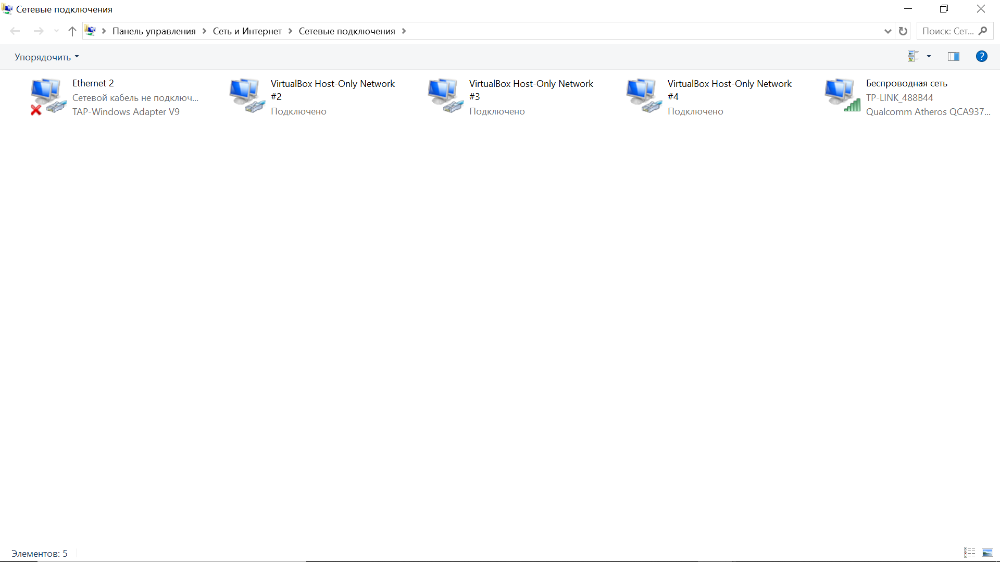 Сетевые подключения
Панель управления Сеть и Интернет Сетевые подключения Поиск: Сет...
Упорядочить
?
Ethernet 2
Сетевой кабель не подключ...
TAP-Windows Adapter V9
VirtualBox Host-Only Network
#2
Подключено
VirtualBox Host-Only Network
#3
Подключено
VirtualBox Host-Only Network
#4
Подключено
Беспроводная сеть
TP-LINK_488B44
Qualcomm Atheros QCA937...
Элементов: 5